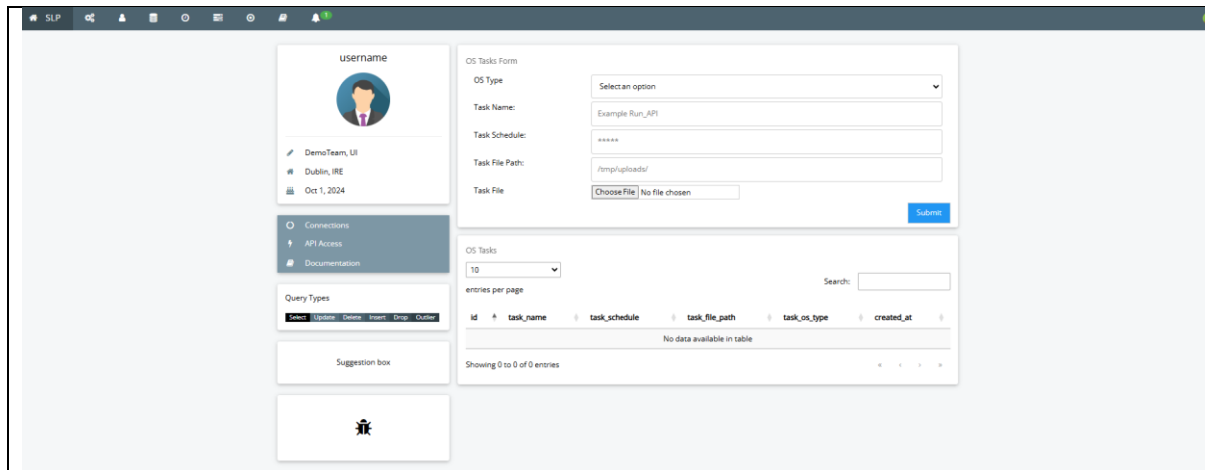 SLP
1
username
DemoTeam, UI
Dublin, IRE
Oct 1, 2024
Connections
API Access
Documentation
Query Types
Select Update Delete Insert Drop Outlier
Suggestion box
OS Tasks Form
OS Type
Select an option
Task Name:
Example Run_API
Task Schedule:
*****
Task File Path:
/tmp/uploads/
Task File
Choose File No file chosen
Submit
OS Tasks
10
entries per page
Search:
id task_name task_schedule task_file_path task_os_type created_at
No data available in table
Showing 0 to 0 of 0 entries
« ‹ › »